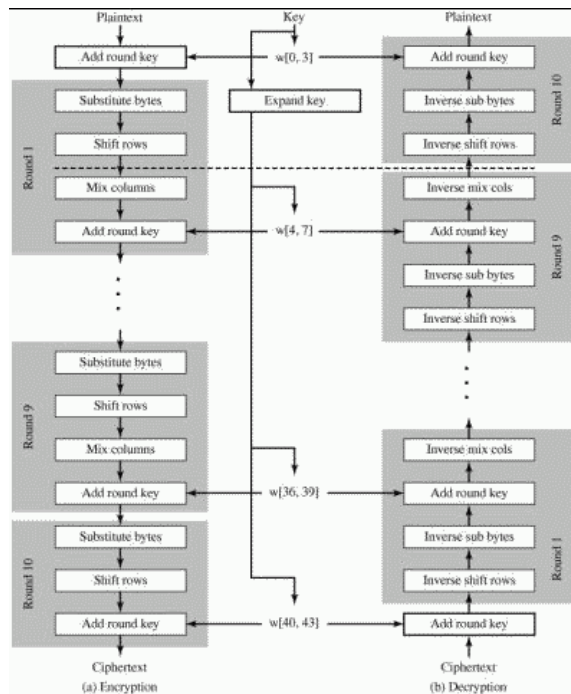 Plaintext
Add round key
Round 1
Substitute bytes
Shift rows
Mix columns
Add round key
Round 9
Substitute bytes
Shift rows
Mix columns
Add round key
Round 10
Substitute bytes
Shift rows
Add round key
Ciphertext
(a) Encryption
Key
w[0, 3]
Expand key
w[4, 7]
w[36, 39]
w[40, 43]
Plaintext
Add round key
Inverse sub bytes
Inverse shift rows
Round 10
Inverse mix cols
Add round key
Inverse sub bytes
Inverse shift rows
Round 9
Inverse mix cols
Add round key
Inverse sub bytes
Inverse shift rows
Round 1
Add round key
Ciphertext
(b) Decryption